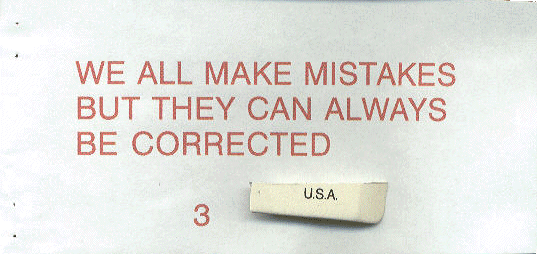 WE ALL MAKE MISTAKES
BUT THEY CAN ALWAYS
BE CORRECTED
3
U.S.A.